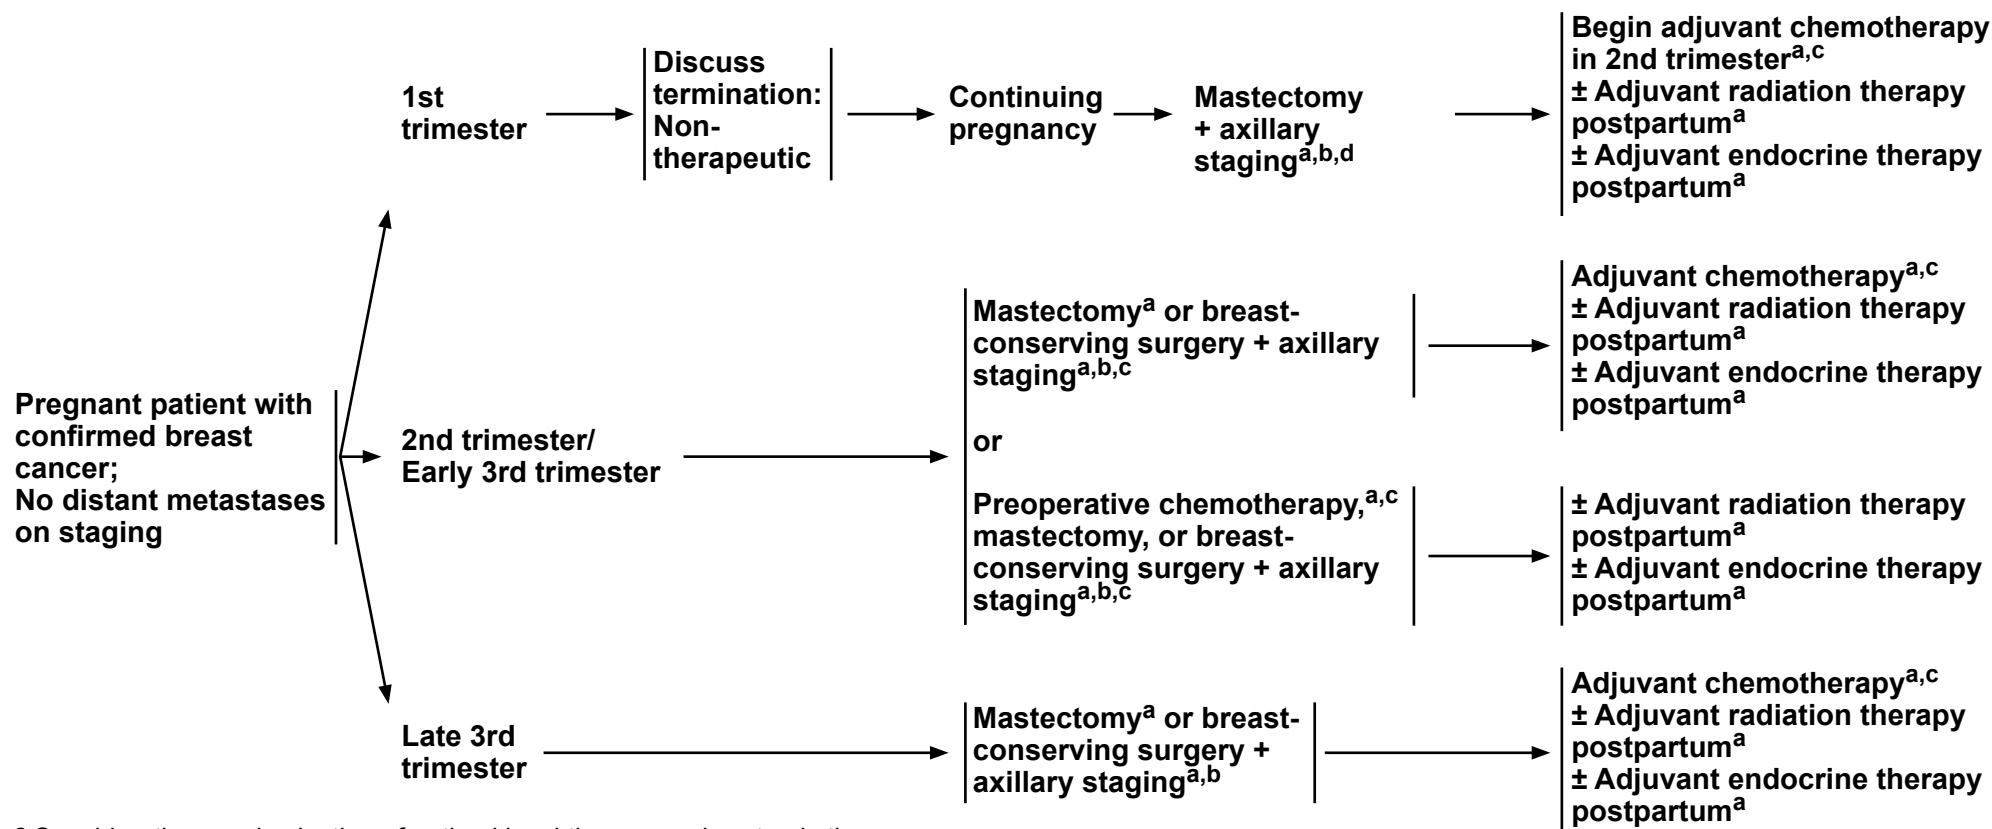 Pregnant patient with
confirmed breast
cancer;
No distant metastases
on staging
1st
trimester
Discuss
termination:
Non-
therapeutic
Continuing
pregnancy
Mastectomy
+ axillary
staginga,b,d
Begin adjuvant chemotherapy
in 2nd trimestera,c
± Adjuvant radiation therapy
postpartuma
± Adjuvant endocrine therapy
postpartuma
2nd trimester/
Early 3rd trimester
Mastectomya or breast-
conserving surgery + axillary
staginga,b,c
Adjuvant chemotherapya,c
± Adjuvant radiation therapy
postpartuma
± Adjuvant endocrine therapy
postpartuma
or
Preoperative chemotherapy,a,c
mastectomy, or breast-
conserving surgery + axillary
staginga,b,c
± Adjuvant radiation therapy
postpartuma
± Adjuvant endocrine therapy
postpartuma
Late 3rd
trimester
Mastectomya or breast-
conserving surgery +
axillary staginga,b
Adjuvant chemotherapya,c
± Adjuvant radiation therapy
postpartuma
± Adjuvant endocrine therapy
postpartuma